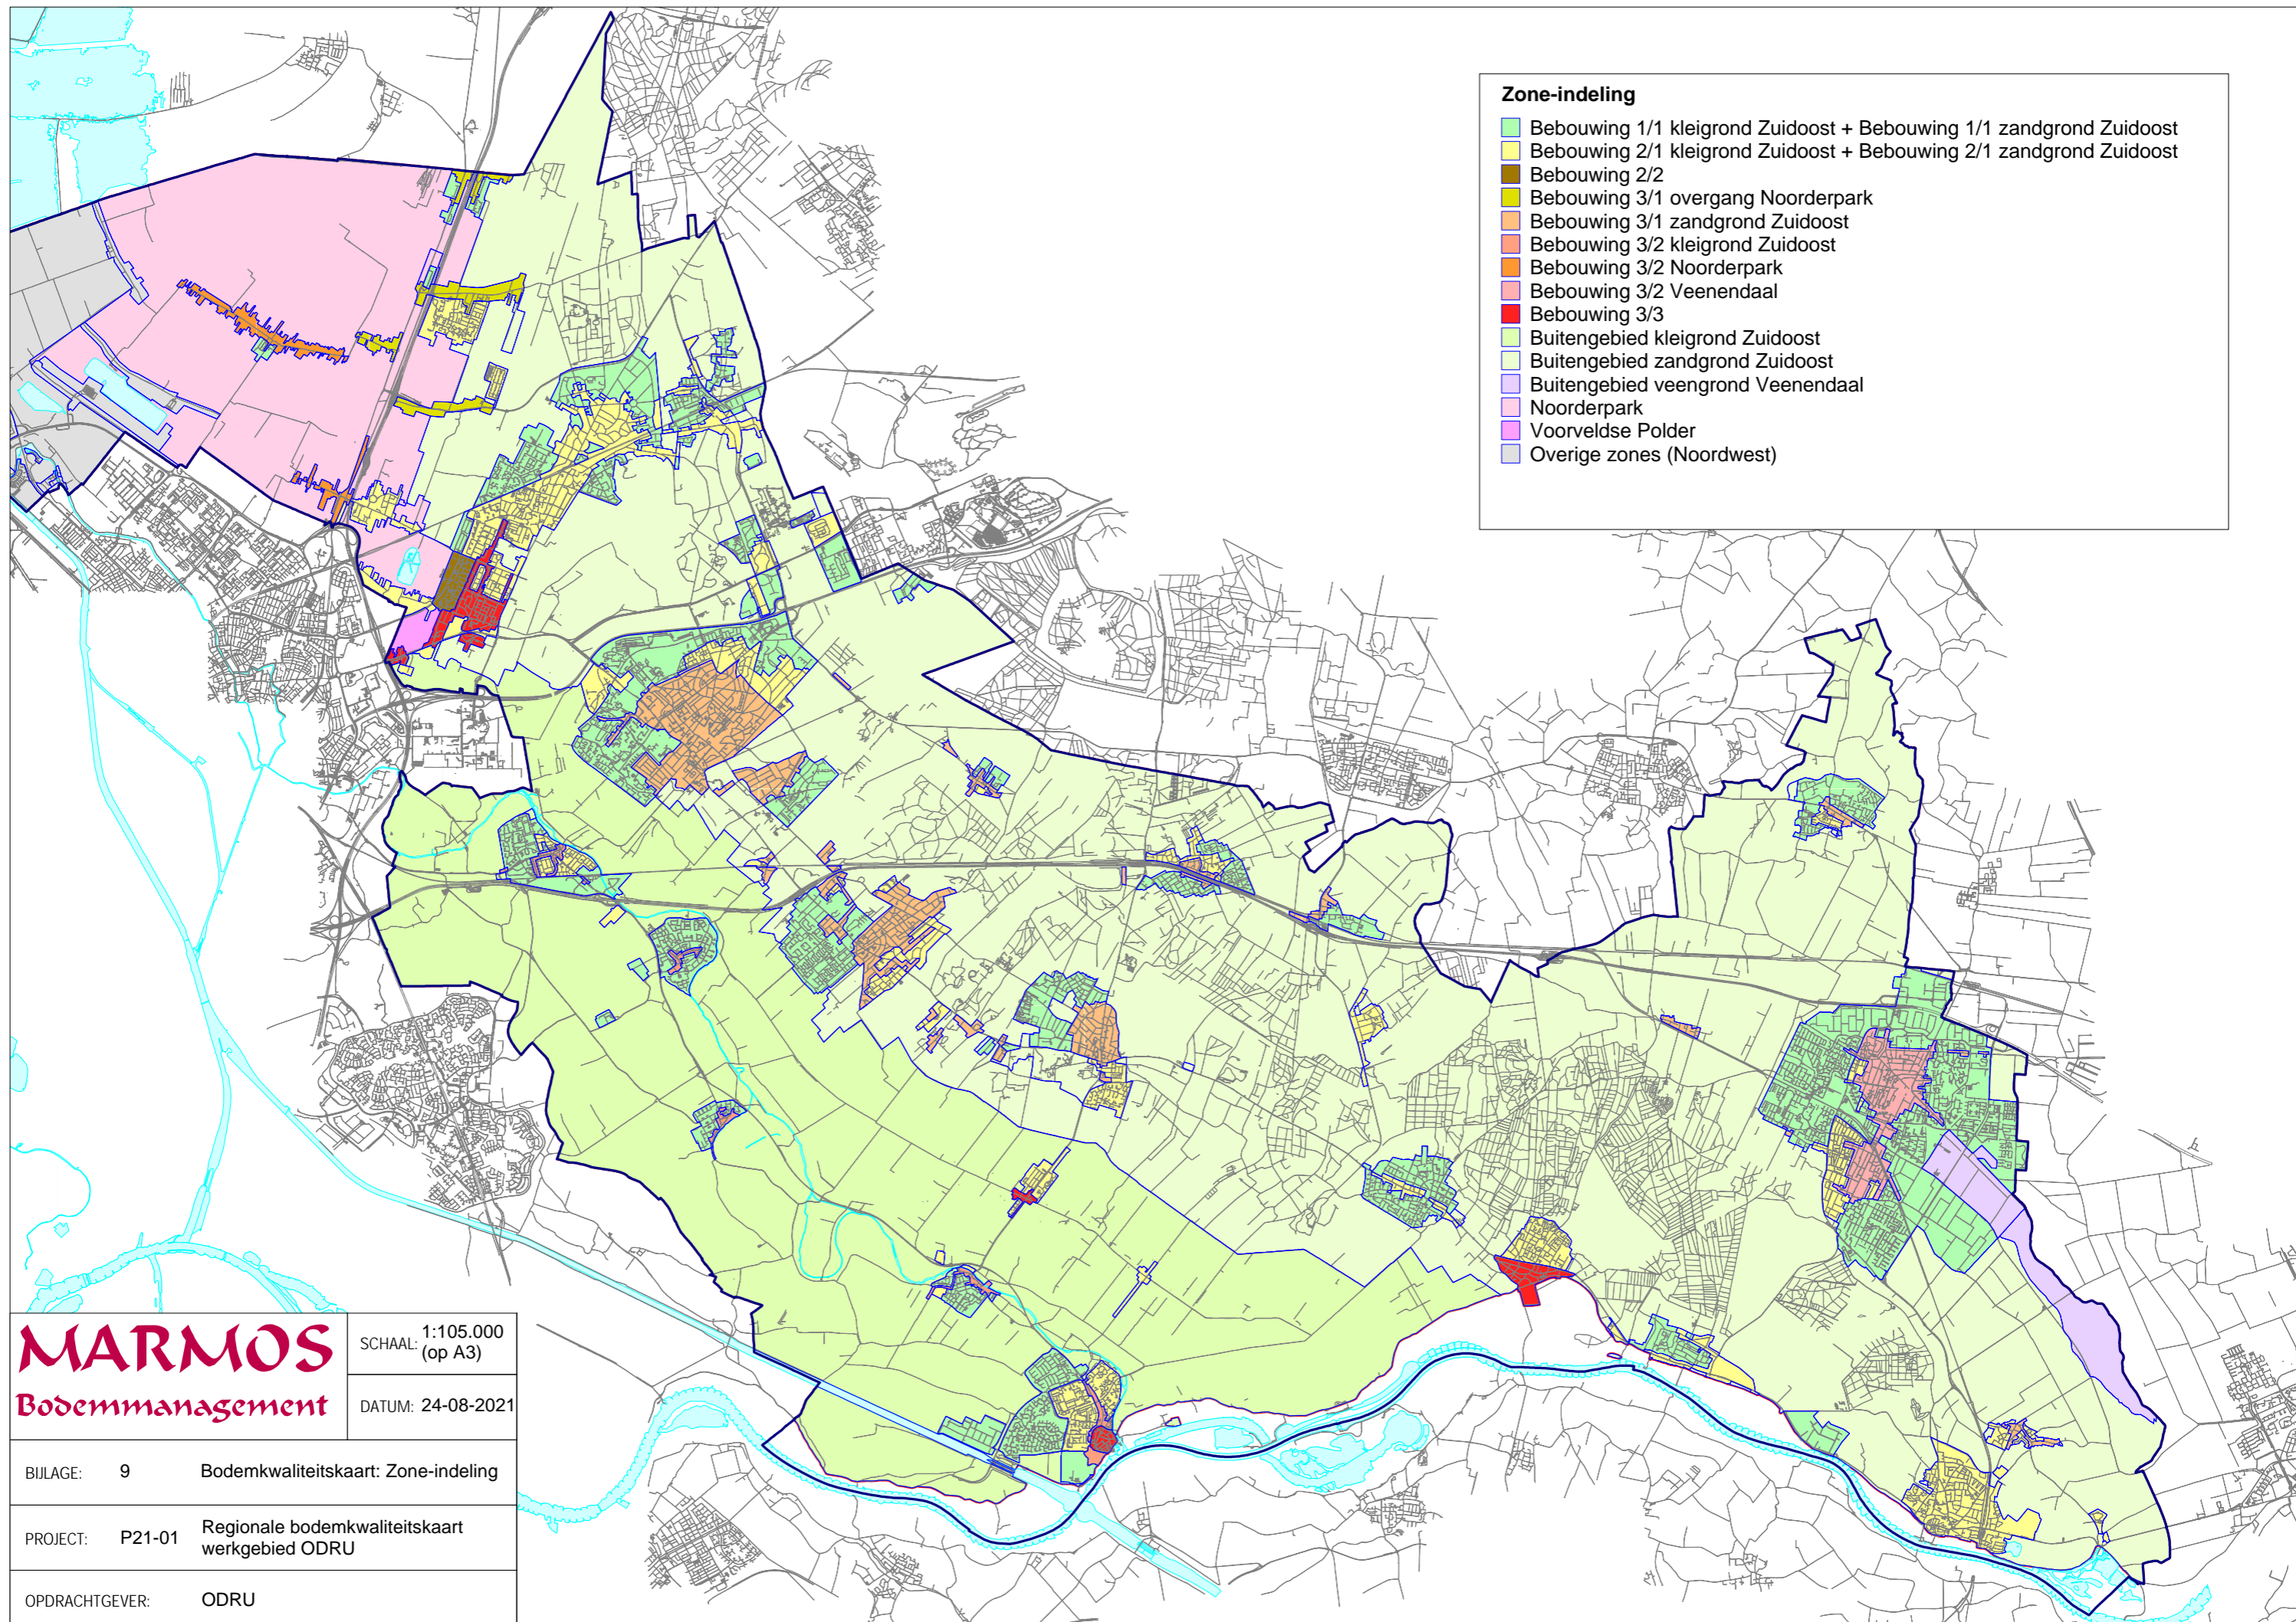 Zone-indeling
Bebouwing 1/1 kleigrond Zuidoost + Bebouwing 1/1 zandgrond Zuidoost
Bebouwing 2/1 kleigrond Zuidoost + Bebouwing 2/1 zandgrond Zuidoost
Bebouwing 2/2
Bebouwing 3/1 overgang Noorderpark
Bebouwing 3/1 zandgrond Zuidoost
Bebouwing 3/2 kleigrond Zuidoost
Bebouwing 3/2 Noorderpark
Bebouwing 3/2 Veenendaal
Bebouwing 3/3
Buitengebied kleigrond Zuidoost
Buitengebied zandgrond Zuidoost
Buitengebied veengrond Veenendaal
Noorderpark
Voorveldse Polder
Overige zones (Noordwest)
MARMOS
Bodemmanagement
SCHAAL: 1:105.000
(op A3)
DATUM: 24-08-2021
BIJLAGE: 9 Bodemkwaliteitskaart: Zone-indeling
PROJECT: P21-01 Regionale bodemkwaliteitskaart
werkgebied ODRU
OPDRACHTGEVER: ODRU